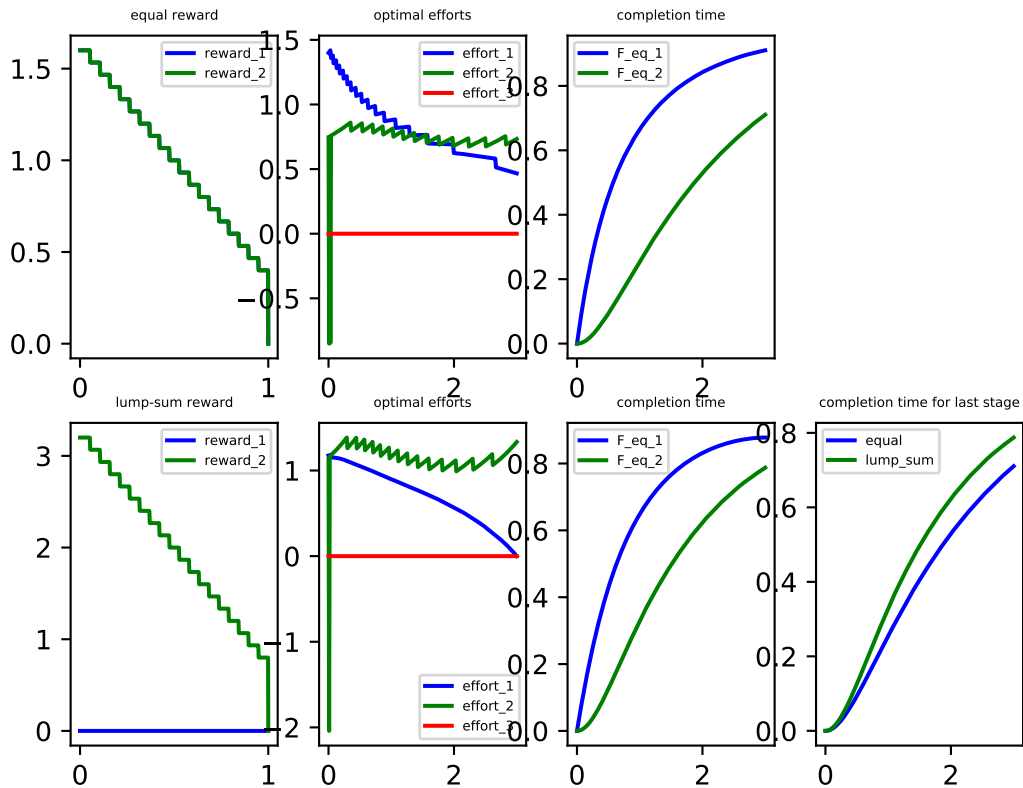 equal reward
optimal efforts
completion time
reward_1
reward_2
1.5
1.0
0.5
0.0
0
1
effort_1
effort_2
effort_3
1.5
1.0
0.5
0.0
−0.5
0
2
F_eq_1
F_eq_2
0.8
0.6
0.4
0.2
0.0
0
2
lump-sum reward
optimal efforts
completion time
completion time for last stage
reward_1
reward_2
3
2
1
0
0
1
1
0
−1
−2
effort_1
effort_2
effort_3
0
2
F_eq_1
F_eq_2
0.8
0.6
0.4
0.2
0.0
0
2
equal
lump_sum
0.8
0.6
0.4
0.2
0.0
0
2